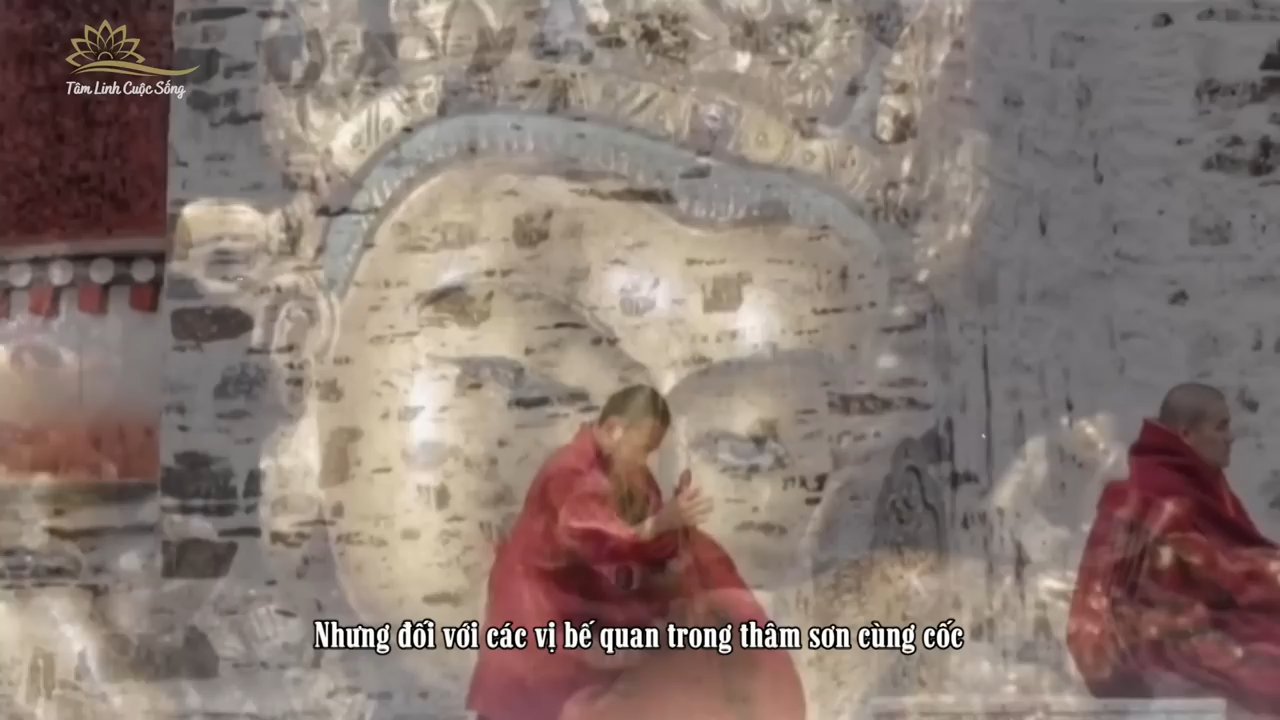 Tâm Linh Cuộc Sống
Nhưng đối với các vị bế quan trong thâm sơn cùng cốc